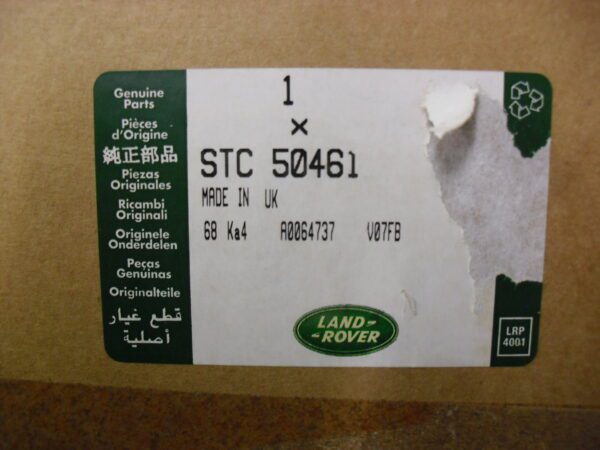 Genuine
Parts
Pièces
d'Origine
純正部品
Piezas
Originales
Ricambi
Originali
Originele
Onderdelen
Peças
Genuinas
Originalteile
قطع غيار
أصلية
1
×
STC 50461
MADE IN UK
68 Ka4 A0064737 V07FB
LAND-
-ROVER
LRP
4001